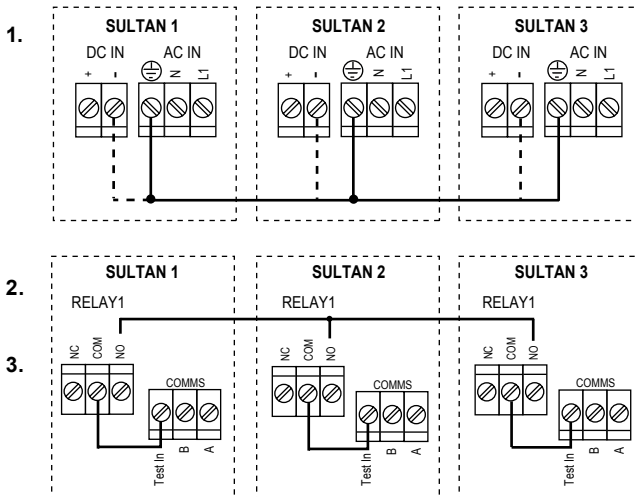 1.
SULTAN 1 SULTAN 2 SULTAN 3
DC IN AC IN DC IN AC IN DC IN AC IN
+ - N L1 + - N L1 + - N L1
SULTAN 1 SULTAN 2 SULTAN 3
2.
RELAY1 RELAY1 RELAY1
NC COM NO NC COM NO NC COM NO
3.
COMMS COMMS COMMS
Test In B A Test In B A Test In B A